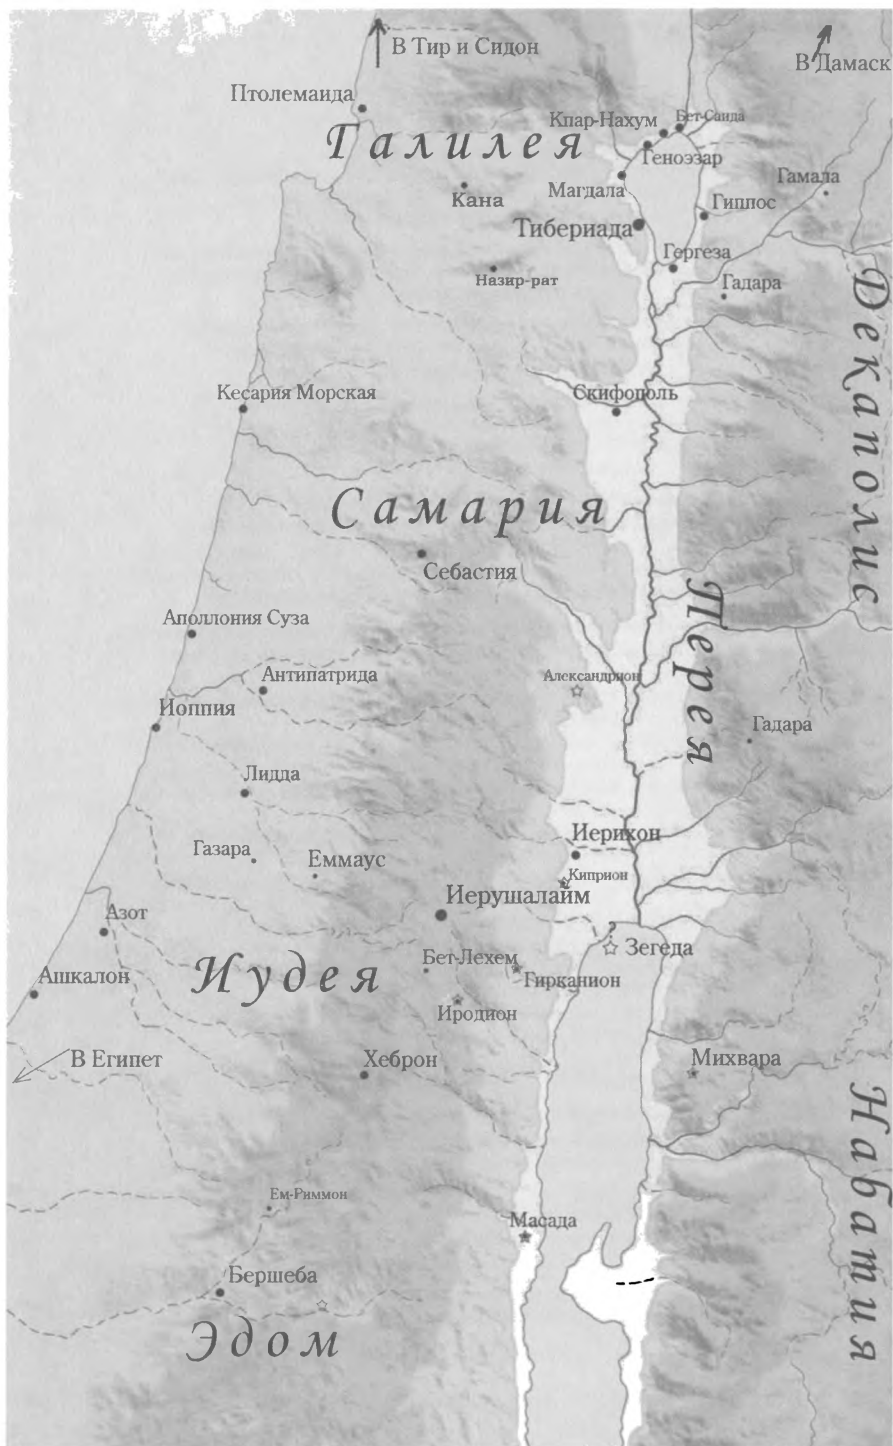 В Тир и Сидон
В Дамаск
Птолемаида
Кпар-Нахум
Бет-Саида
Галилея
Геноэзар
Магдала
Гамала
Кана
Гиппос
Тибериада
Гергеза
Назир-рат
Гадара
Декаполис
Кесария Морская
Скифополь
Самария
Себастия
Перея
Аполлония Суза
Александрион
Антипатрида
Иоппия
Гадара
Лидда
Иерихон
Газара
Еммаус
Киприон
Иерушалайм
Азот
Зегеда
Бет-Лехем
Иудея
Гирканион
Ашкалон
Иродион
В Египет
Хеброн
Михвара
Набатия
Ем-Риммон
Масада
Бершеба
Эдом